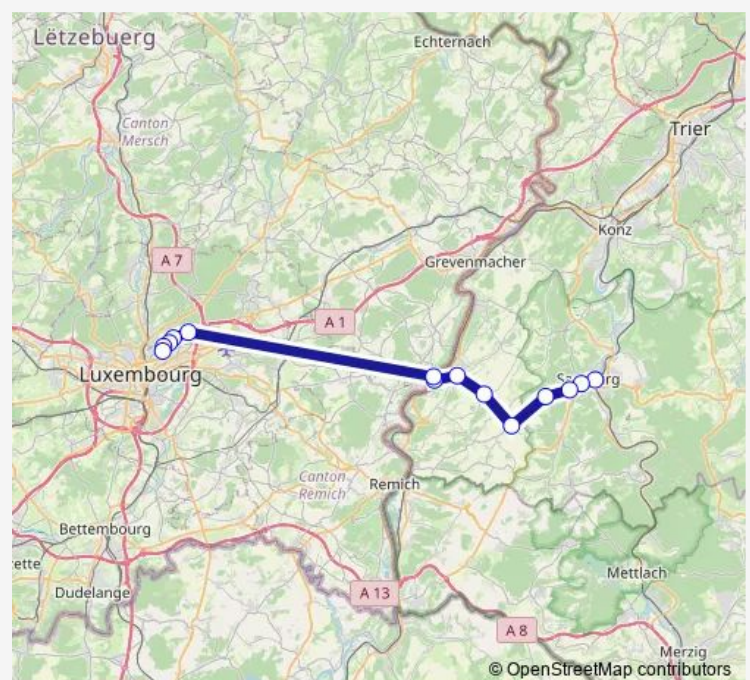 Lëtzebuerg
Echternach
Canton
Mersch
Trier
Konz
A 7
Grevenmacher
A 1
Luxembourg
Canton
Remich
Remich
Bettembourg
ette
Dudelange
A 13
Mettlach
A 8
Merzig
© OpenStreetMap contributors